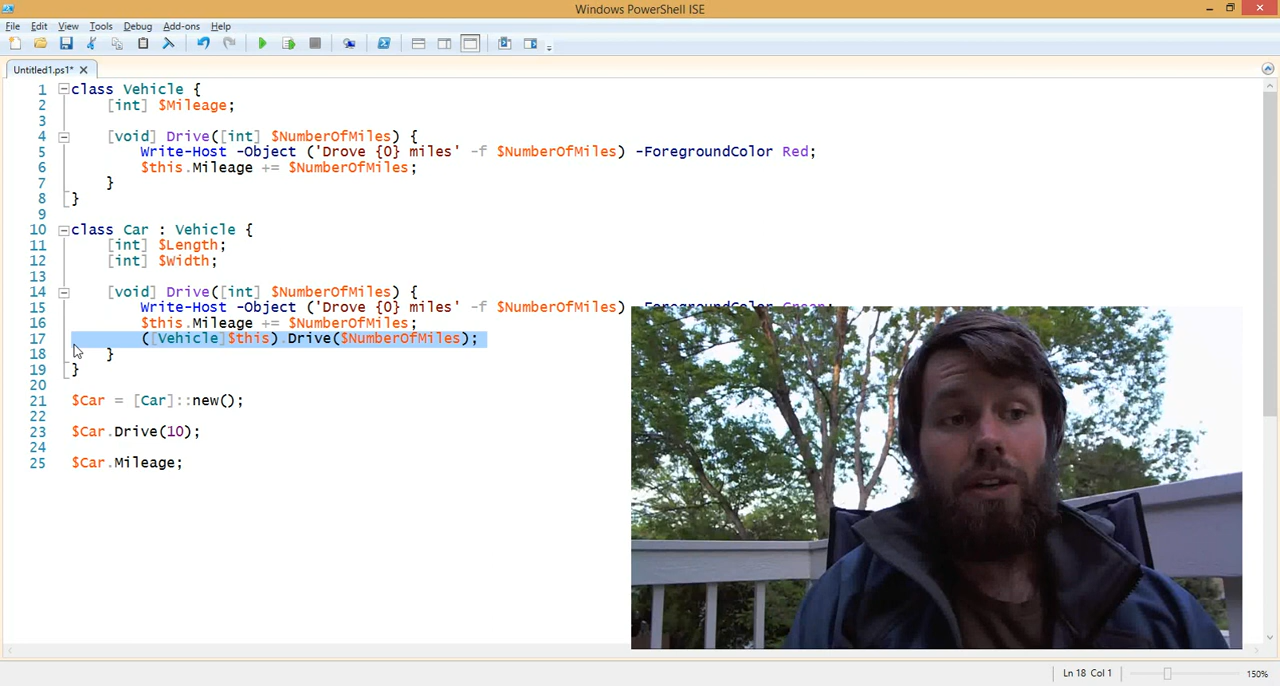 Windows PowerShell ISE
File Edit View Tools Debug Add-ons Help
Untitled1.ps1*
1 class Vehicle {
2 [int] $Mileage;
3
4 [void] Drive([int] $NumberOfMiles) {
5 Write-Host -Object ('Drove {0} miles' -f $NumberOfMiles) -ForegroundColor Red;
6 $this.Mileage += $NumberOfMiles;
7 }
8 }
9
10 class Car : Vehicle {
11 [int] $Length;
12 [int] $Width;
13
14 [void] Drive([int] $NumberOfMiles) {
15 Write-Host -Object ('Drove {0} miles' -f $NumberOfMiles) -ForegroundColor Green;
16 $this.Mileage += $NumberOfMiles;
17 ([Vehicle]$this).Drive($NumberOfMiles);
18 }
19 }
20
21 $Car = [Car]::new();
22
23 $Car.Drive(10);
24
25 $Car.Mileage;
Ln 18 Col 1 150%